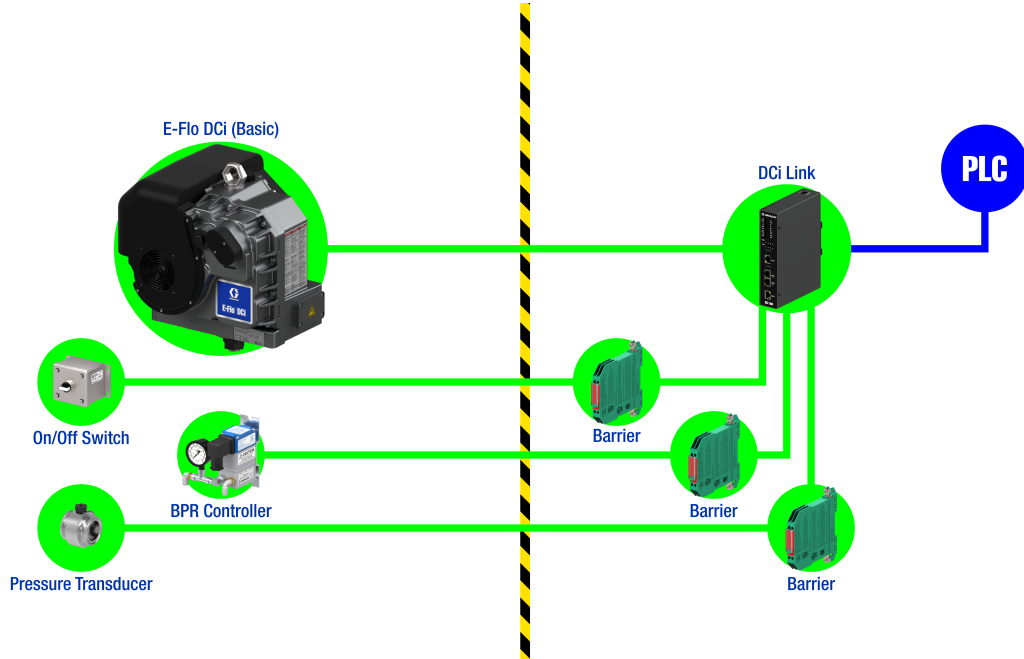 E-Flo DCi (Basic)
DCi Link
PLC
E-Flo DCi
On/Off Switch
Barrier
BPR Controller
Barrier
Pressure Transducer
Barrier